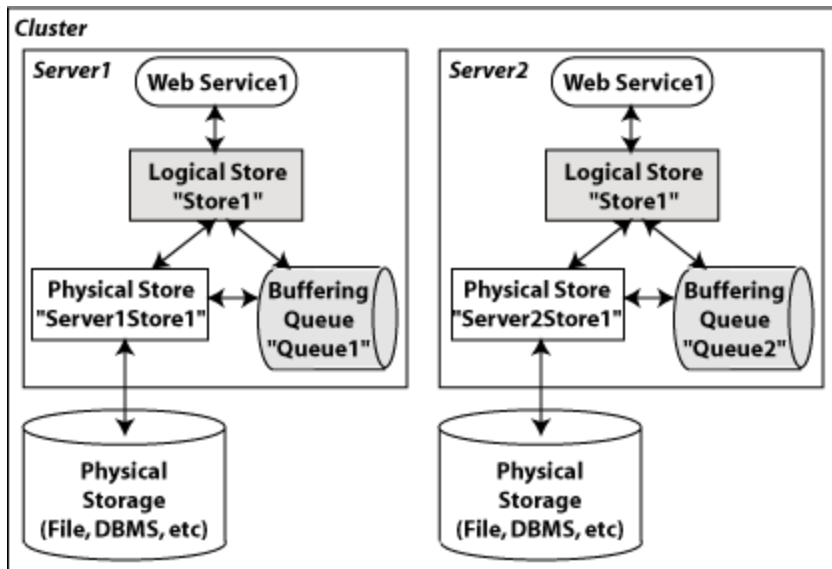 Cluster
Server1
Web Service1
Logical Store
"Store1"
Physical Store
"Server1Store1"
Buffering
Queue
"Queue1"
Physical
Storage
(File, DBMS, etc)
Server2
Web Service1
Logical Store
"Store1"
Physical Store
"Server2Store1"
Buffering
Queue
"Queue2"
Physical
Storage
(File, DBMS, etc)